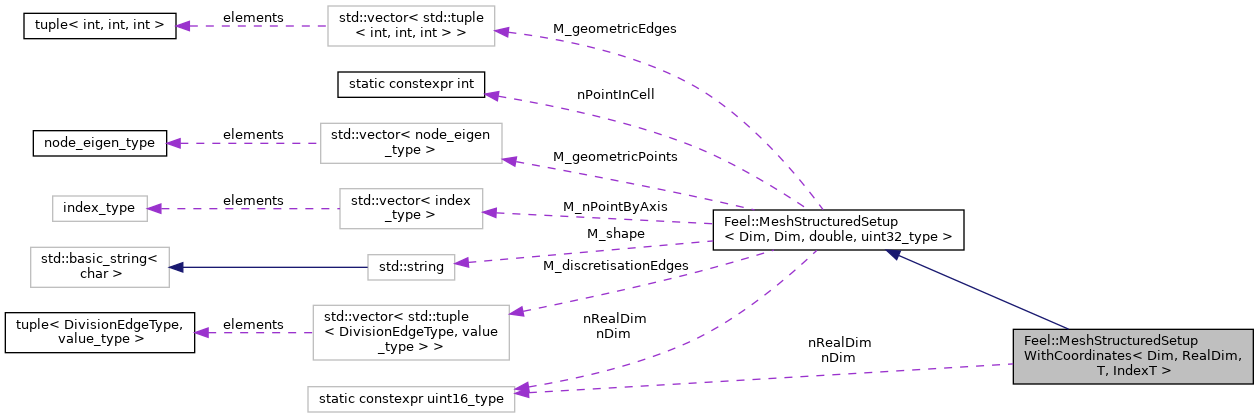 tuple< int, int, int >
elements
std::vector< std::tuple
< int, int, int > >
M_geometricEdges
static constexpr int
nPointInCell
node_eigen_type
elements
std::vector< node_eigen
_type >
M_geometricPoints
index_type
elements
std::vector< index
_type >
M_nPointByAxis
Feel::MeshStructuredSetup
< Dim, Dim, double, uint32_type >
std::basic_string<
char >
std::string
M_shape
M_discretisationEdges
tuple< DivisionEdgeType,
value_type >
elements
std::vector< std::tuple
< DivisionEdgeType, value
_type > >
nRealDim
nDim
nRealDim
nDim
Feel::MeshStructuredSetup
WithCoordinates< Dim, RealDim,
T, IndexT >
static constexpr uint16_type